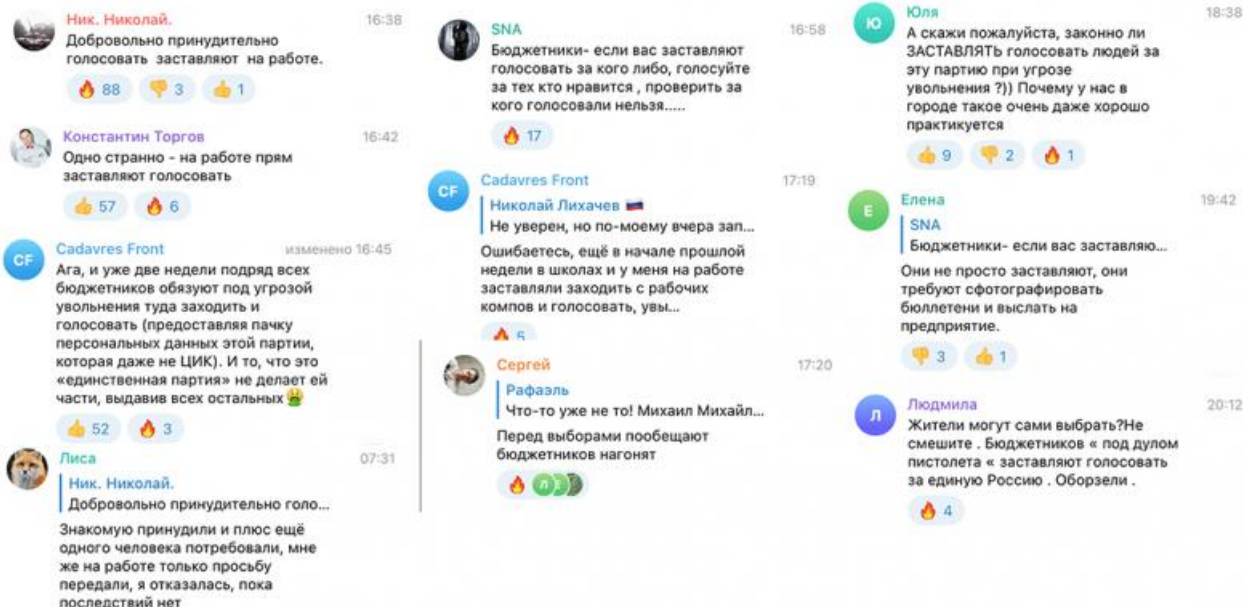 Ник. Николай.
16:38
Добровольно принудительно
голосовать заставляют на работе.
88 3 1
Константин Торгов
16:42
Одно странно - на работе прям
заставляют голосовать
57 6
CF
Cadavres Front
изменено 16:45
Ага, и уже две недели подряд всех
бюджетников обязуют под угрозой
увольнения туда заходить и
голосовать (предоставляя пачку
персональных данных этой партии,
которая даже не ЦИК). И то, что это
«единственная партия» не делает ей
части, выдавив всех остальных
52 3
Лиса
07:31
Ник. Николай.
Добровольно принудительно голо...
Знакомую принудили и плюс ещё
одного человека потребовали, мне
же на работе только просьбу
передали, я отказалась, пока
последствий нет
SNA
16:58
Бюджетники- если вас заставляют
голосовать за кого либо, голосуйте
за тех кто нравится , проверить за
кого голосовали нельзя.....
17
CF
Cadavres Front
17:19
Николай Лихачев
Не уверен, но по-моему вчера зап...
Ошибаетесь, ещё в начале прошлой
недели в школах и у меня на работе
заставляли заходить с рабочих
компов и голосовать, увы...
5
Сергей
17:20
Рафаэль
Что-то уже не то! Михаил Михайл...
Перед выборами пообещают
бюджетников нагонят
Л Е
Ю
Юля
18:38
А скажи пожалуйста, законно ли
ЗАСТАВЛЯТЬ голосовать людей за
эту партию при угрозе
увольнения ?)) Почему у нас в
городе такое очень даже хорошо
практикуется
9 2 1
Е
Елена
19:42
SNA
Бюджетники- если вас заставляю...
Они не просто заставляют, они
требуют сфотографировать
бюллетени и выслать на
предприятие.
3 1
Л
Людмила
20:12
Жители могут сами выбрать?Не
смешите . Бюджетников « под дулом
пистолета « заставляют голосовать
за единую Россию . Оборзели .
4